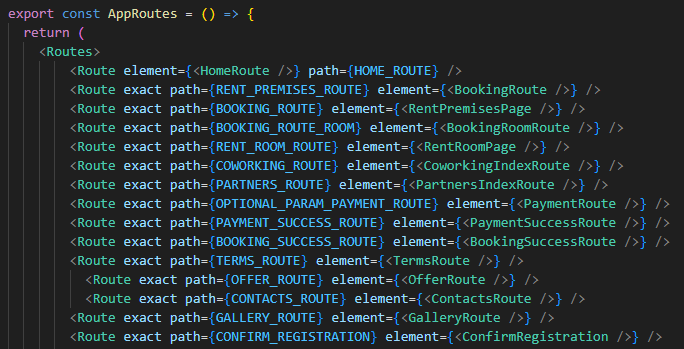 export const AppRoutes = () => {
  return (
    <Routes>
        <Route element={<HomeRoute />} path={HOME_ROUTE} />
        <Route exact path={RENT_PREMISES_ROUTE} element={<BookingRoute />} />
        <Route exact path={BOOKING_ROUTE} element={<RentPremisesPage />} />
        <Route exact path={BOOKING_ROUTE_ROOM} element={<BookingRoomRoute />} />
        <Route exact path={RENT_ROOM_ROUTE} element={<RentRoomPage />} />
        <Route exact path={COWORKING_ROUTE} element={<CoworkingIndexRoute />} />
        <Route exact path={PARTNERS_ROUTE} element={<PartnersIndexRoute />} />
        <Route exact path={OPTIONAL_PARAM_PAYMENT_ROUTE} element={<PaymentRoute />} />
        <Route exact path={PAYMENT_SUCCESS_ROUTE} element={<PaymentSuccessRoute />} />
        <Route exact path={BOOKING_SUCCESS_ROUTE} element={<BookingSuccessRoute />} />
        <Route exact path={TERMS_ROUTE} element={<TermsRoute />} />
          <Route exact path={OFFER_ROUTE} element={<OfferRoute />} />
          <Route exact path={CONTACTS_ROUTE} element={<ContactsRoute />} />
        <Route exact path={GALLERY_ROUTE} element={<GalleryRoute />} />
        <Route exact path={CONFIRM_REGISTRATION} element={<ConfirmRegistration />} />